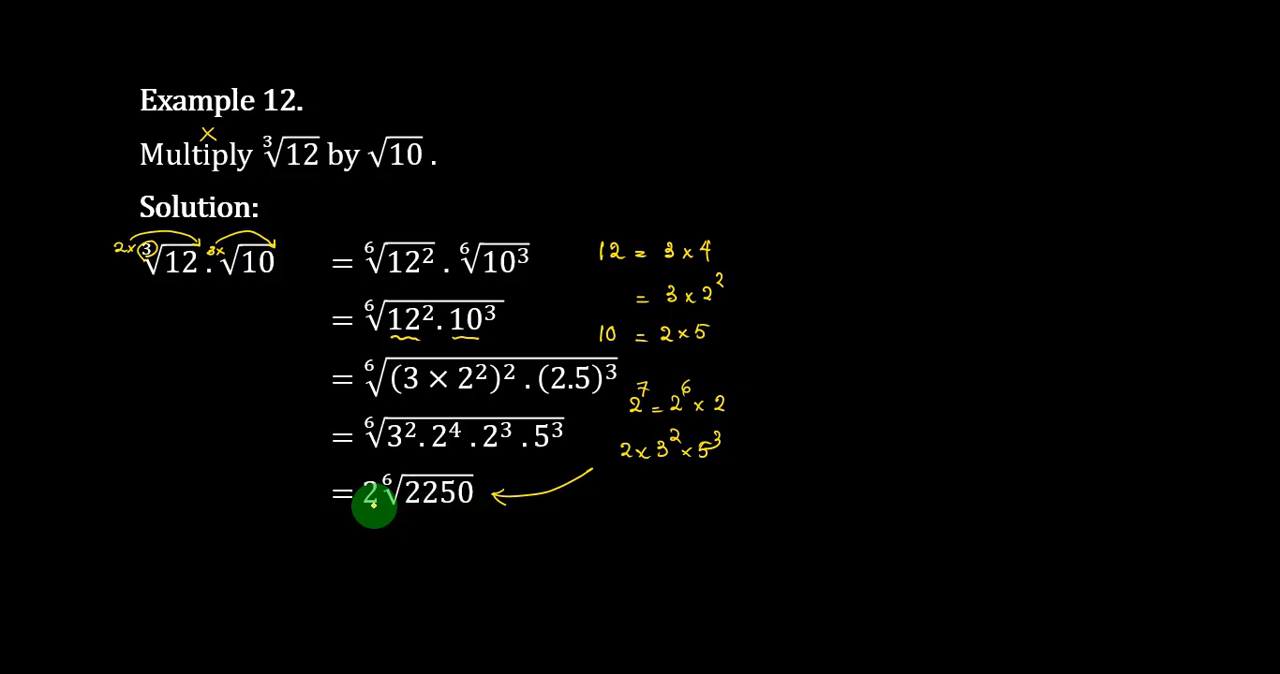 Example 12.
×
Multiply ∛12 by √10 .
Solution:
2× ∛12 . 3× √10 = ⁶√12² . ⁶√10³
12 = 3 × 4
= 3 × 2²
= ⁶√12² . 10³
10 = 2 × 5
= ⁶√(3 × 2²)² . (2.5)³
2⁷ = 2⁶ × 2
= ⁶√3² . 2⁴ . 2³ . 5³
2 × 3² × 5³
= 2 ⁶√2250